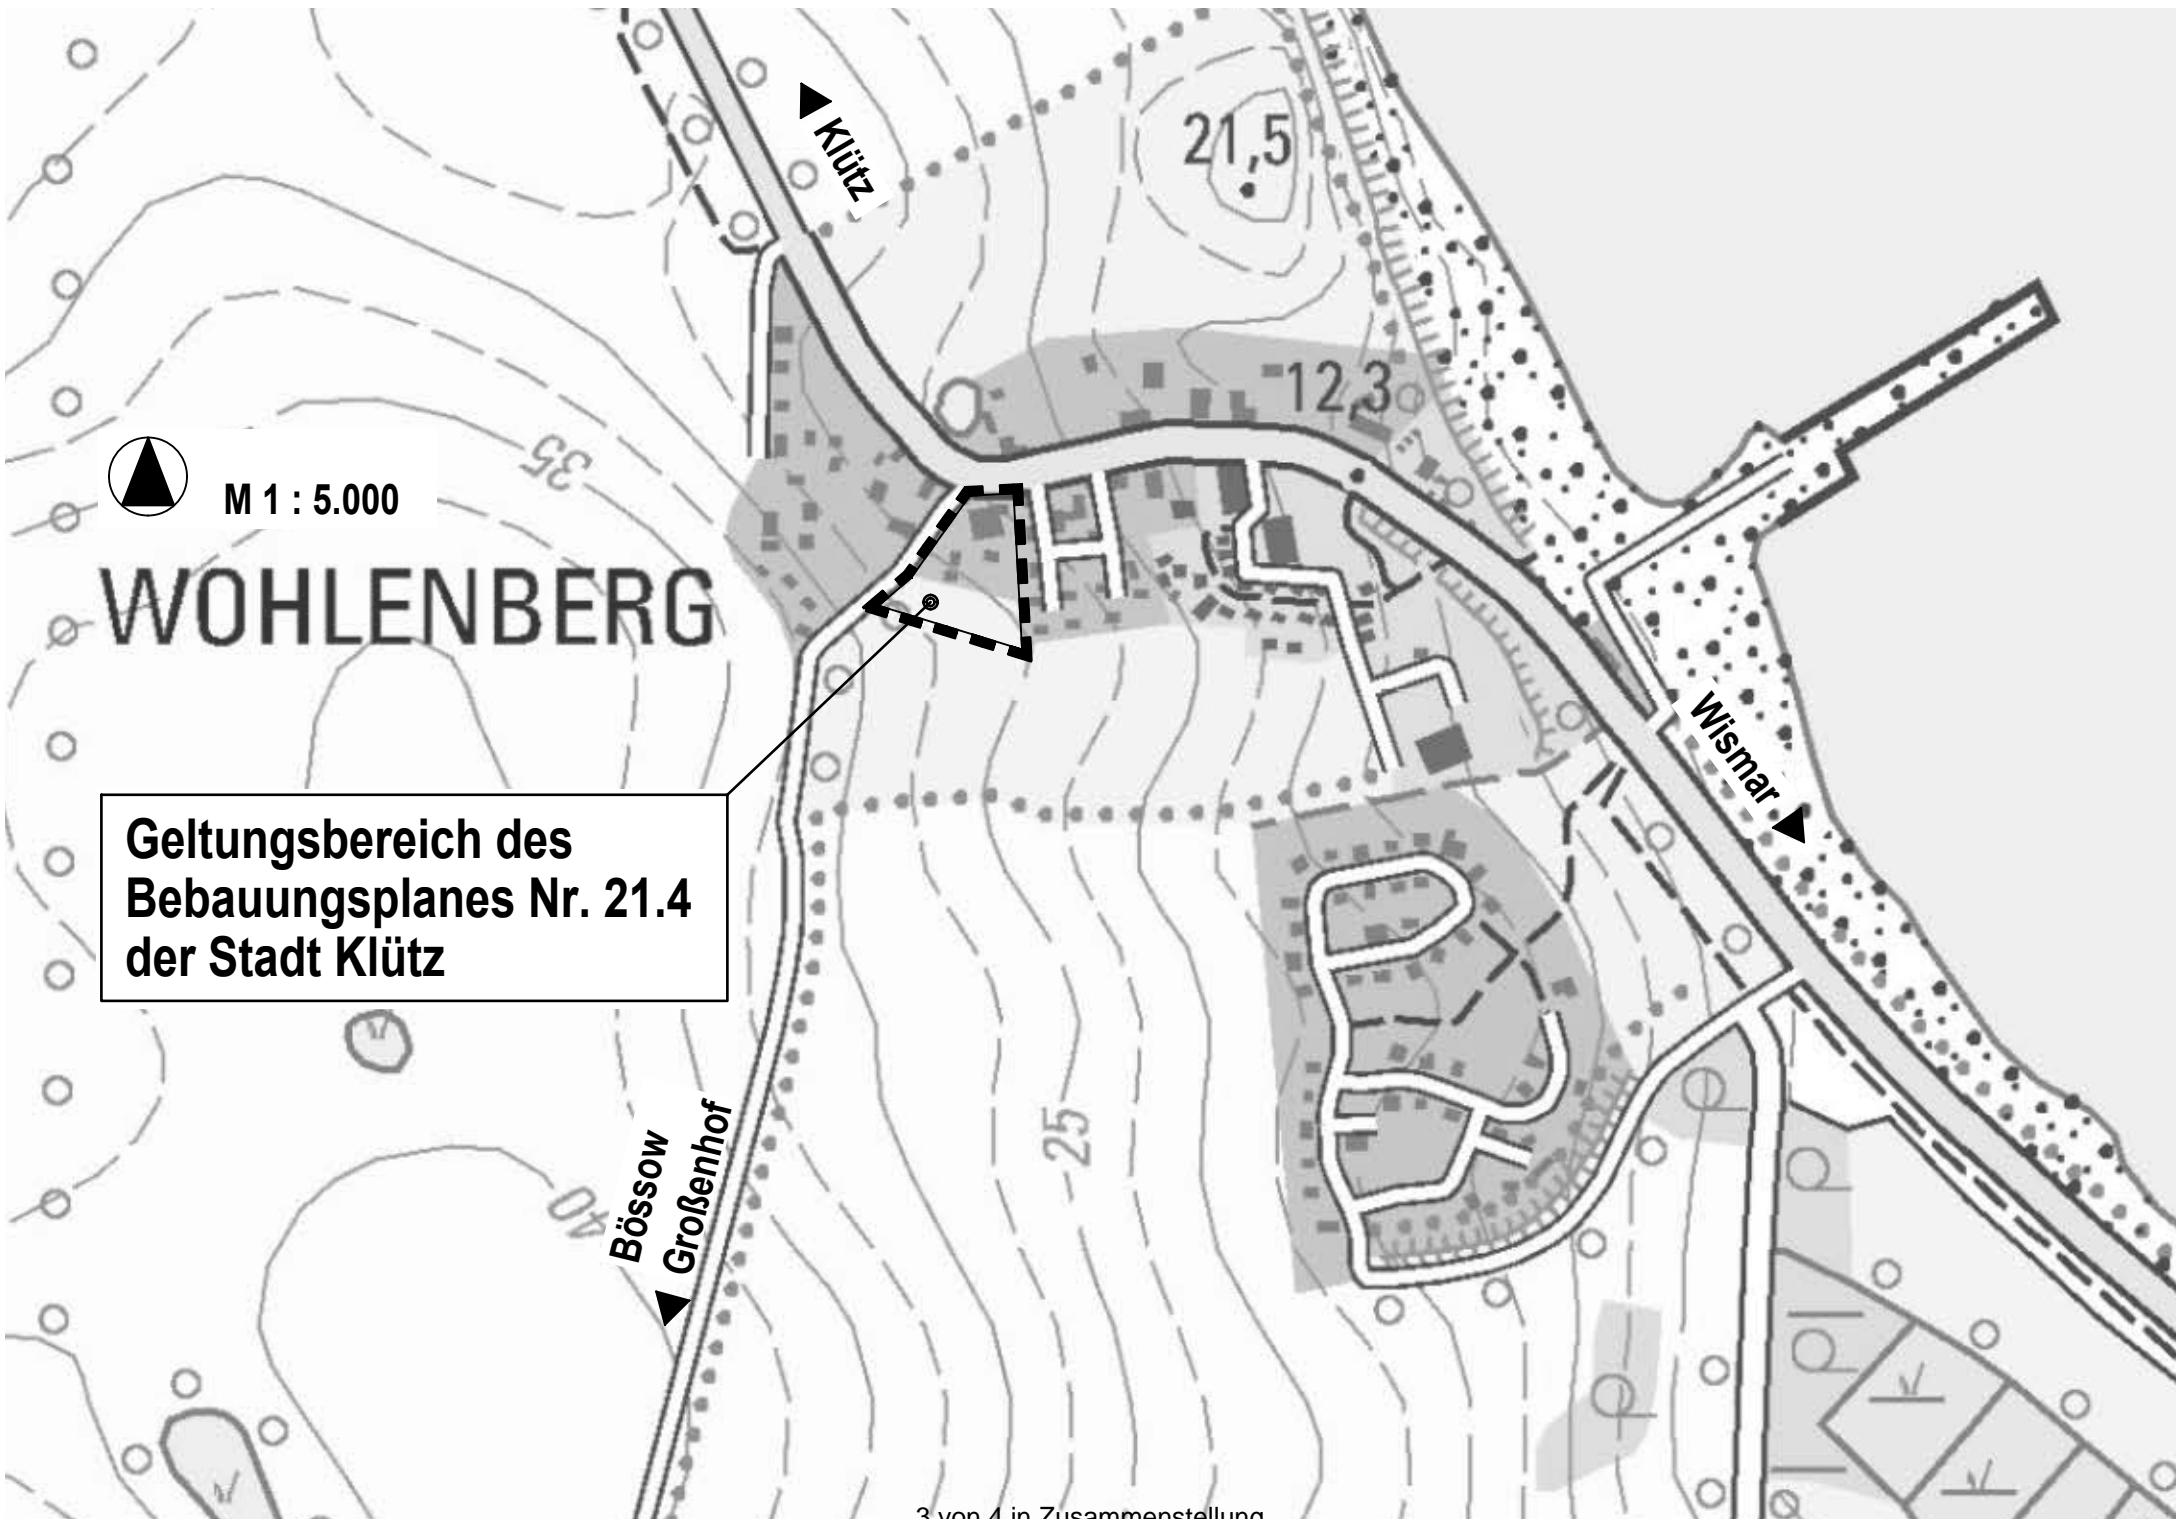 Klütz
21,5
12,3
35
M 1 : 5.000
WOHLENBERG
Wismar
Geltungsbereich des
Bebauungsplanes Nr. 21.4
der Stadt Klütz
25
Bössow
Großenhof
40
3 von 4 in Zusammenstellung